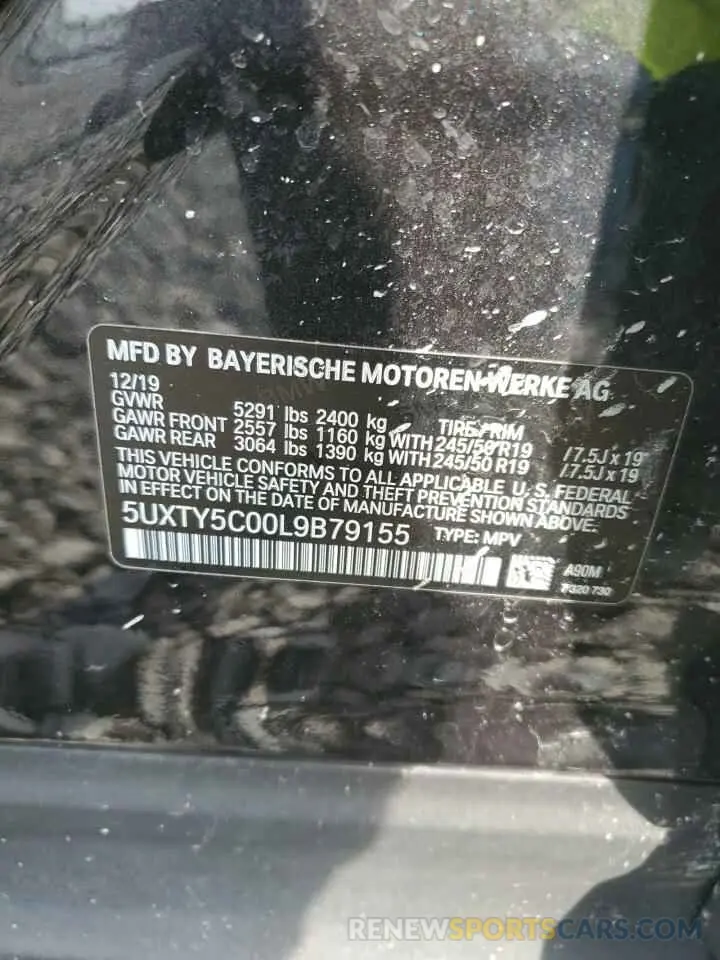 MFD BY BAYERISCHE MOTOREN WERKE AG
12/19
GVWR 5291 lbs 2400 kg TIRE / RIM
GAWR FRONT 2557 lbs 1160 kg WITH 245/50 R19 / 7.5J x 19
GAWR REAR 3064 lbs 1390 kg WITH 245/50 R19 / 7.5J x 19
THIS VEHICLE CONFORMS TO ALL APPLICABLE U. S. FEDERAL
MOTOR VEHICLE SAFETY AND THEFT PREVENTION STANDARDS
IN EFFECT ON THE DATE OF MANUFACTURE SHOWN ABOVE.
5UXTY5C00L9B79155 TYPE: MPV
A90M
7 320 730
RENEWSPORTSCARS.COM